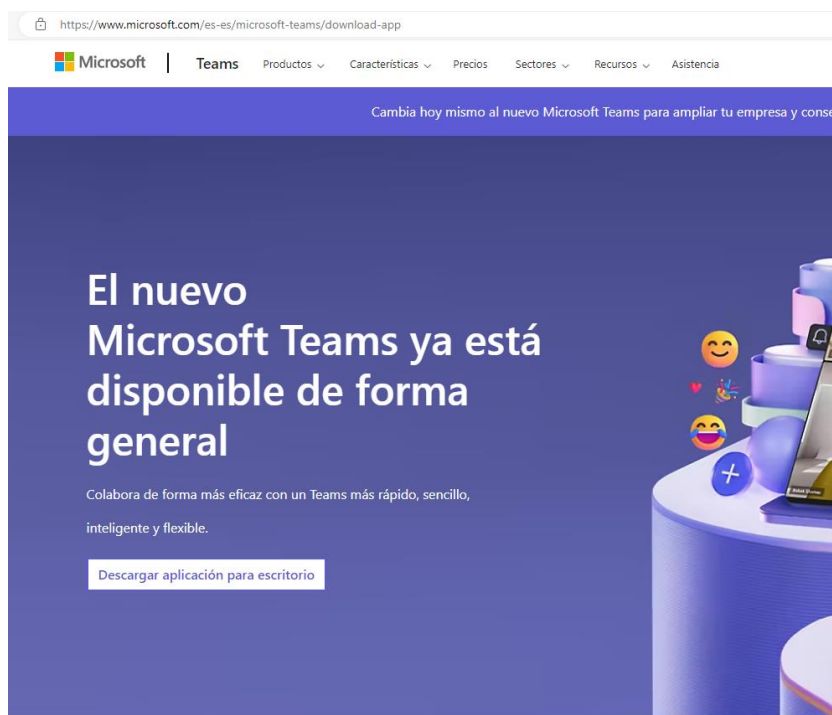 https://www.microsoft.com/es-es/microsoft-teams/download-app
Microsoft Teams Productos Características Precios Sectores Recursos Asistencia
Cambia hoy mismo al nuevo Microsoft Teams para ampliar tu empresa y conse
El nuevo
Microsoft Teams ya está
disponible de forma
general
Colabora de forma más eficaz con un Teams más rápido, sencillo,
inteligente y flexible.
Descargar aplicación para escritorio